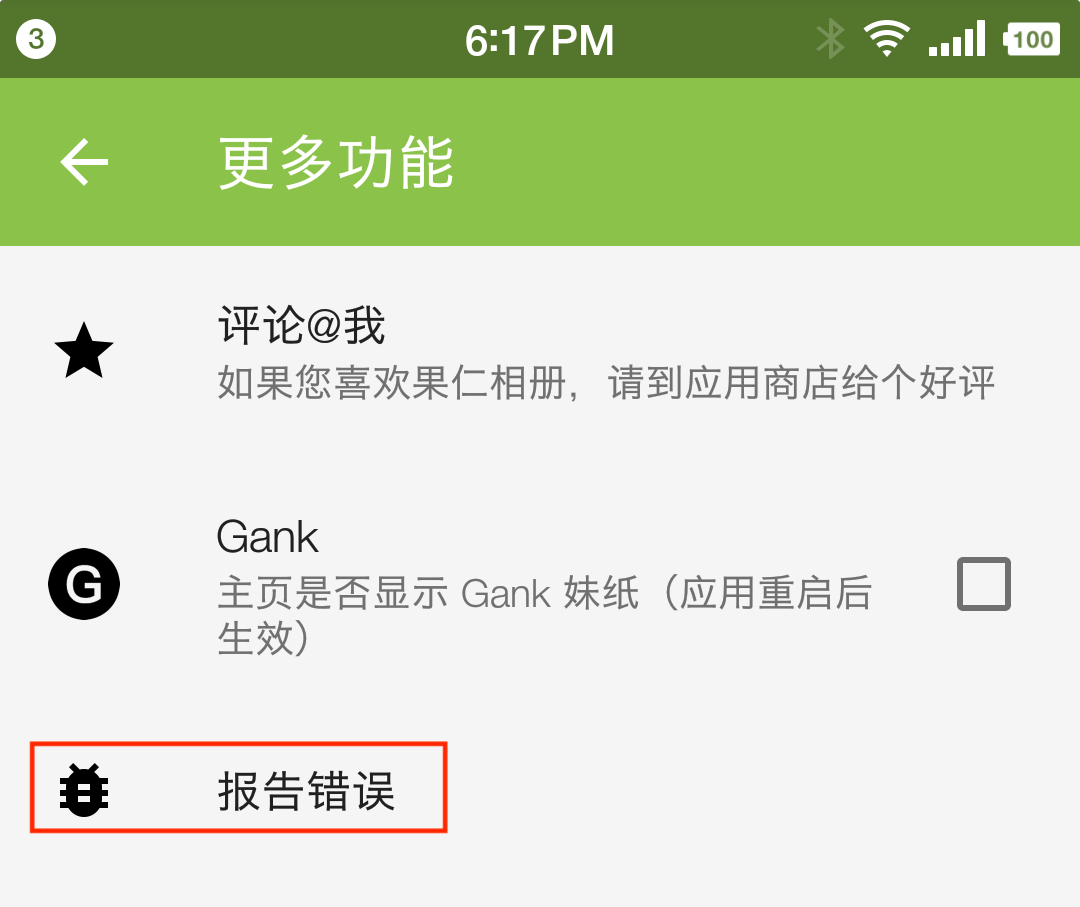 3 6:17PM 100
更多功能
评论@我
如果您喜欢果仁相册，请到应用商店给个好评
Gank
G
主页是否显示 Gank 妹纸（应用重启后
生效）
报告错误